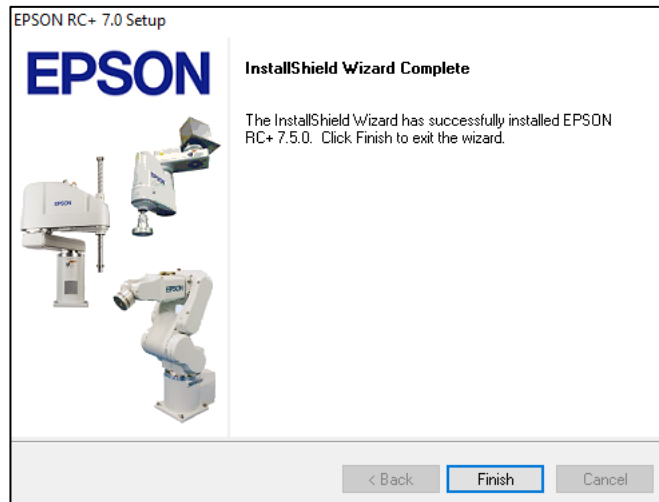 EPSON RC+ 7.0 Setup
EPSON
InstallShield Wizard Complete
The InstallShield Wizard has successfully installed EPSON
RC+ 7.5.0.  Click Finish to exit the wizard.
EPSON
EPSON
< Back
Finish
Cancel